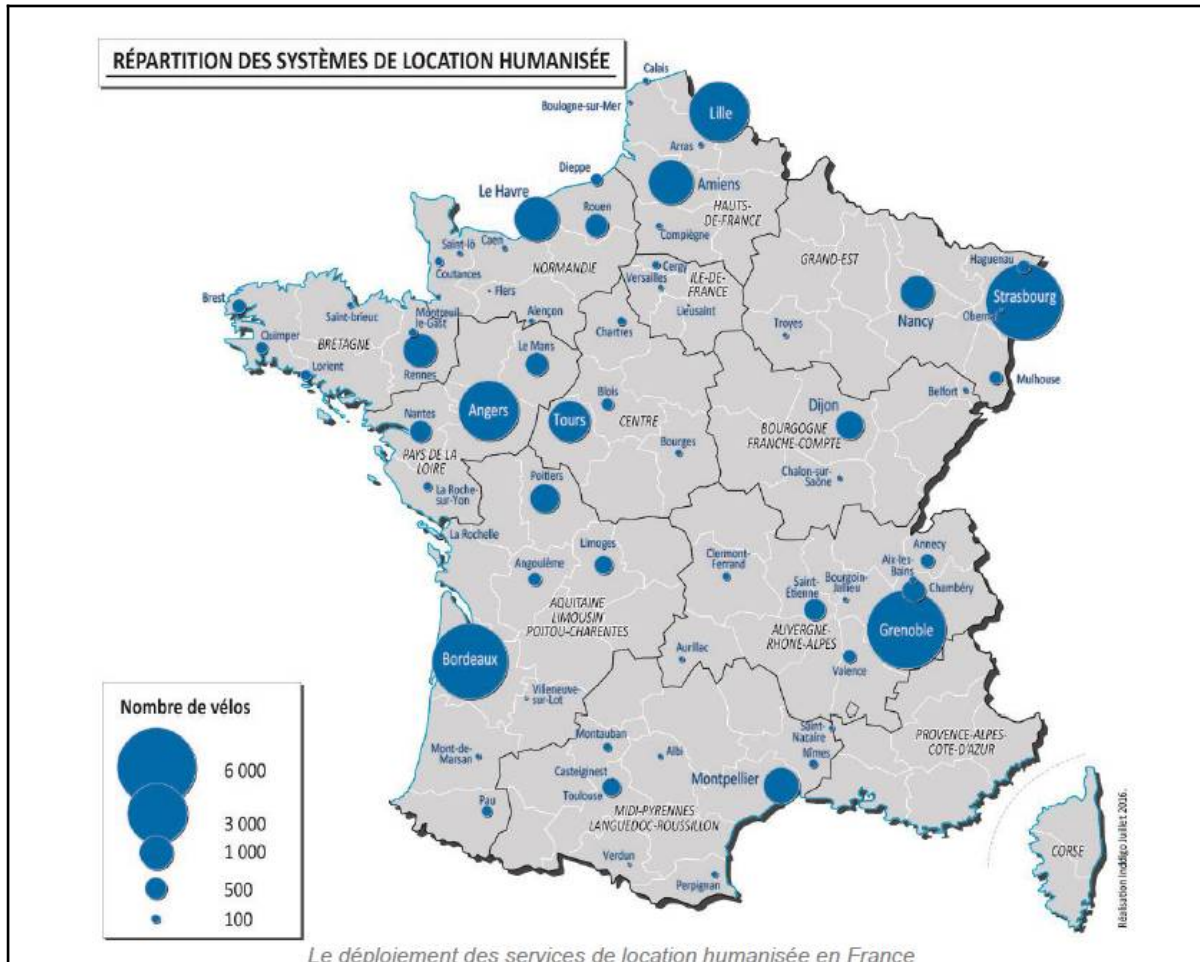 RÉPARTITION DES SYSTÈMES DE LOCATION HUMANISÉE
Calais
Boulogne-sur-Mer
Lille
Arras
Dieppe
Le Havre
Amiens
Rouen
HAUTS-
DE-FRANCE
Compiègne
Saint-lô
Caen
Coutances
NORMANDIE
Cergy
Versailles
ILE-DE-
FRANCE
Lieusaint
GRAND-EST
Haguenau
Strasbourg
Obernai
Nancy
Flers
Alençon
Brest
Saint-brieuc
Montreuil
le-Gast
Quimper
BRETAGNE
Lorient
Rennes
Chartres
Troyes
Le Mans
Mulhouse
Belfort
Angers
Tours
Blois
CENTRE
Dijon
BOURGOGNE
FRANCHE-COMPTE
Nantes
PAYS DE LA
LOIRE
Bourges
Chalon-sur-
Saône
La Roche-
sur-Yon
Poitiers
La Rochelle
Limoges
Angoulème
Clermont-
Ferrand
Annecy
Aix-les-
Bains
Chambéry
Saint-
Etienne
Bourgoin-
Jallieu
AQUITAINE
LIMOUSIN
POITOU-CHARENTES
AUVERGNE-
RHONE-ALPES
Grenoble
Bordeaux
Aurillac
Valence
Villeneuve-
sur-Lot
Mont-de-
Marsan
Montauban
Albi
Saint-
Nazaire
Nîmes
PROVENCE-ALPES-
COTE-D'AZUR
Casteiginest
Toulouse
Montpellier
Pau
MIDI-PYRENNES
LANGUEDOC-ROUSSILLON
Verdun
Perpignan
CORSE
Nombre de vélos
6 000
3 000
1 000
500
100
Réalisation Inddigo Juillet 2016.
Le déploiement des services de location humanisée en France